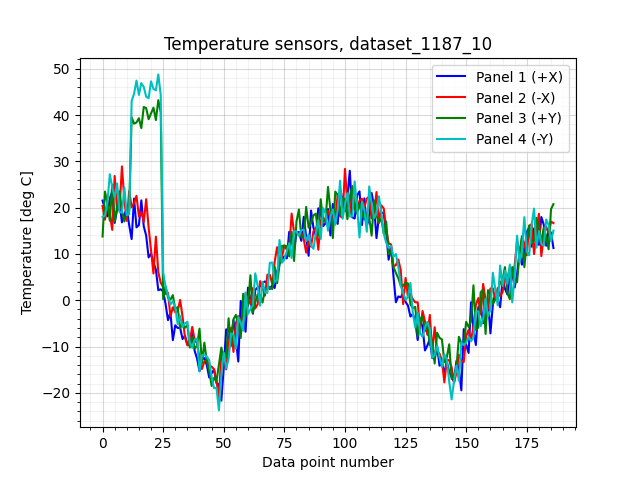 Temperature sensors, dataset_1187_10
Temperature [deg C]
50
40
30
20
10
0
−10
−20
Panel 1 (+X)
Panel 2 (-X)
Panel 3 (+Y)
Panel 4 (-Y)
0
25
50
75
100
125
150
175
Data point number